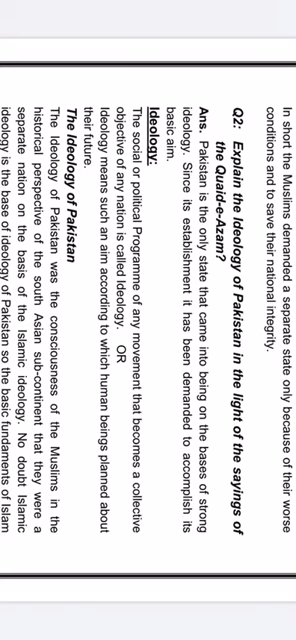 In short the Muslims demanded a separate state only because of their worse
conditions and to save their national integrity.
Q2: Explain the Ideology of Pakistan in the light of the sayings of
the Quaid-e-Azam?
Ans. Pakistan is the only state that came into being on the bases of strong
ideology. Since its establishment it has been demanded to accomplish its
basic aim.
Ideology:
The social or political Programme of any movement that becomes a collective
objective of any nation is called Ideology. OR
Ideology means such an aim according to which human beings planned about
their future.
The Ideology of Pakistan
The Ideology of Pakistan was the consciousness of the Muslims in the
historical perspective of the south Asian sub-continent that they were a
separate nation on the basis of the Islamic ideology. No doubt Islamic
ideology is the base of ideology of Pakistan so the basic fundaments of Islam